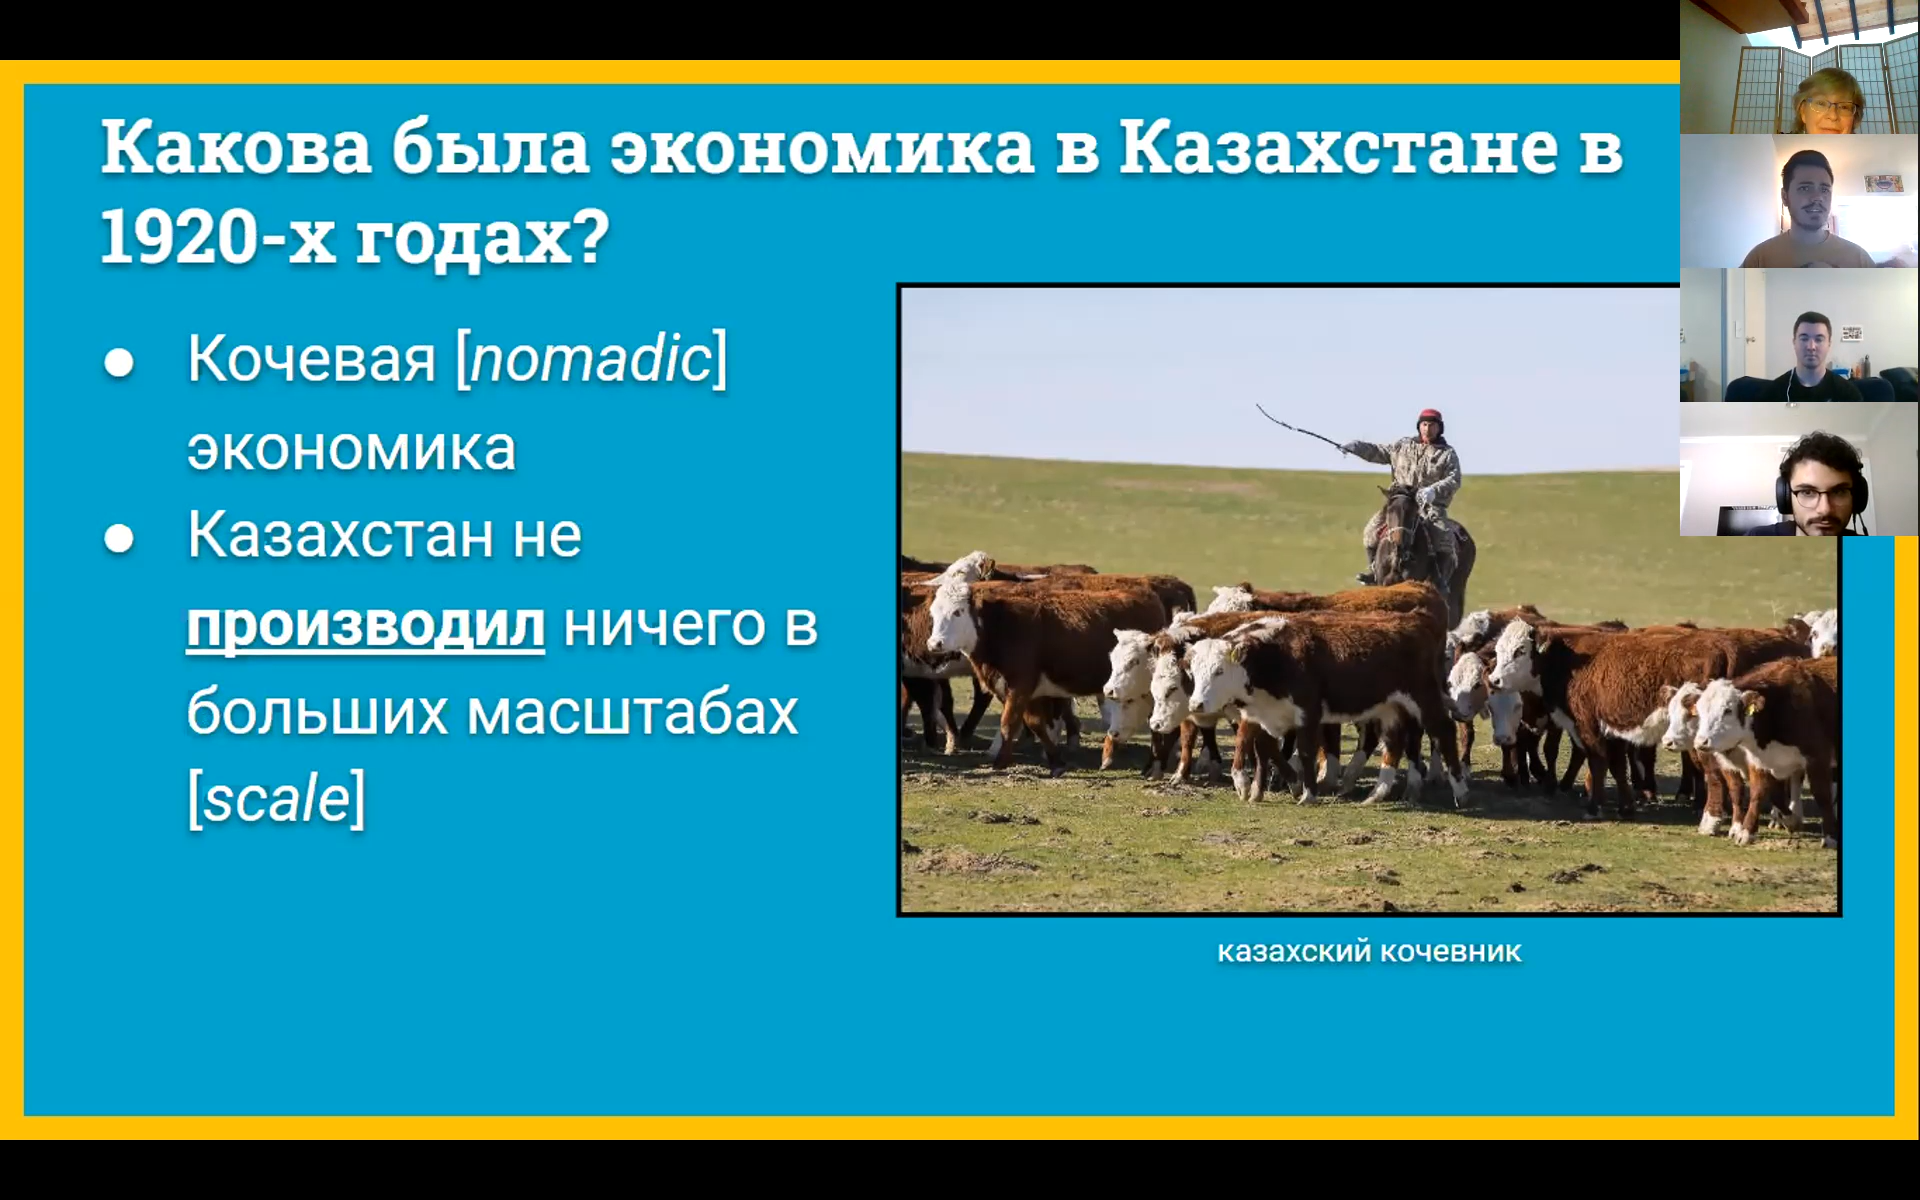 Какова была экономика в Казахстане в
1920-х годах?
● Кочевая [nomadic]
экономика
● Казахстан не
производил ничего в
больших масштабах
[scale]
казахский кочевник